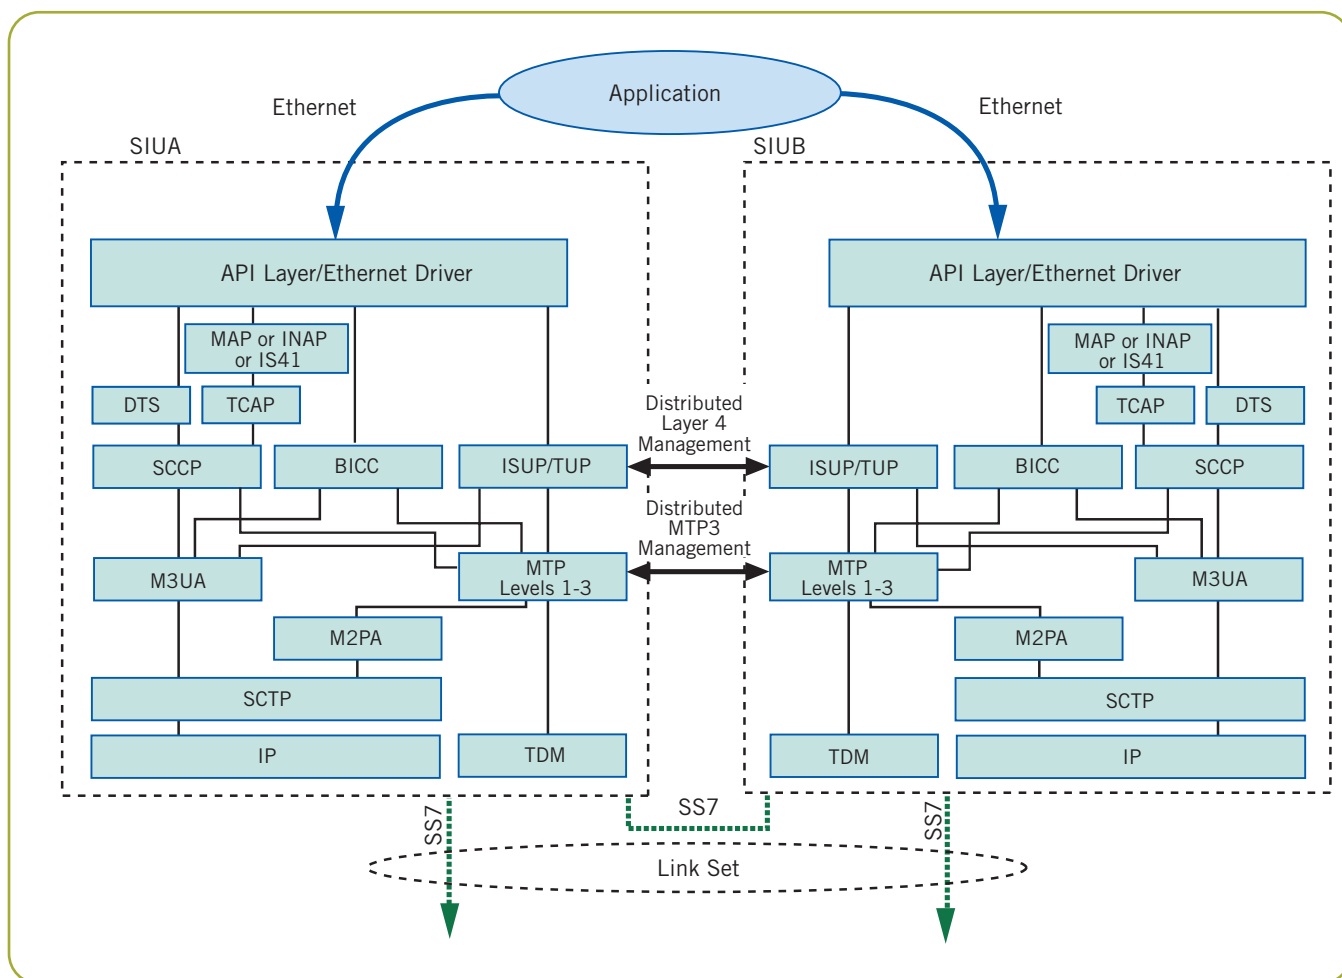 Application
Ethernet
Ethernet
SIUA
SIUB
API Layer/Ethernet Driver
API Layer/Ethernet Driver
MAP or INAP
or IS41
MAP or INAP
or IS41
DTS
TCAP
Distributed
Layer 4
Management
TCAP
DTS
SCCP
BICC
ISUP/TUP
ISUP/TUP
BICC
SCCP
Distributed
MTP3
Management
M3UA
MTP
Levels 1-3
MTP
Levels 1-3
M3UA
M2PA
M2PA
SCTP
SCTP
IP
TDM
TDM
IP
SS7
SS7
SS7
Link Set